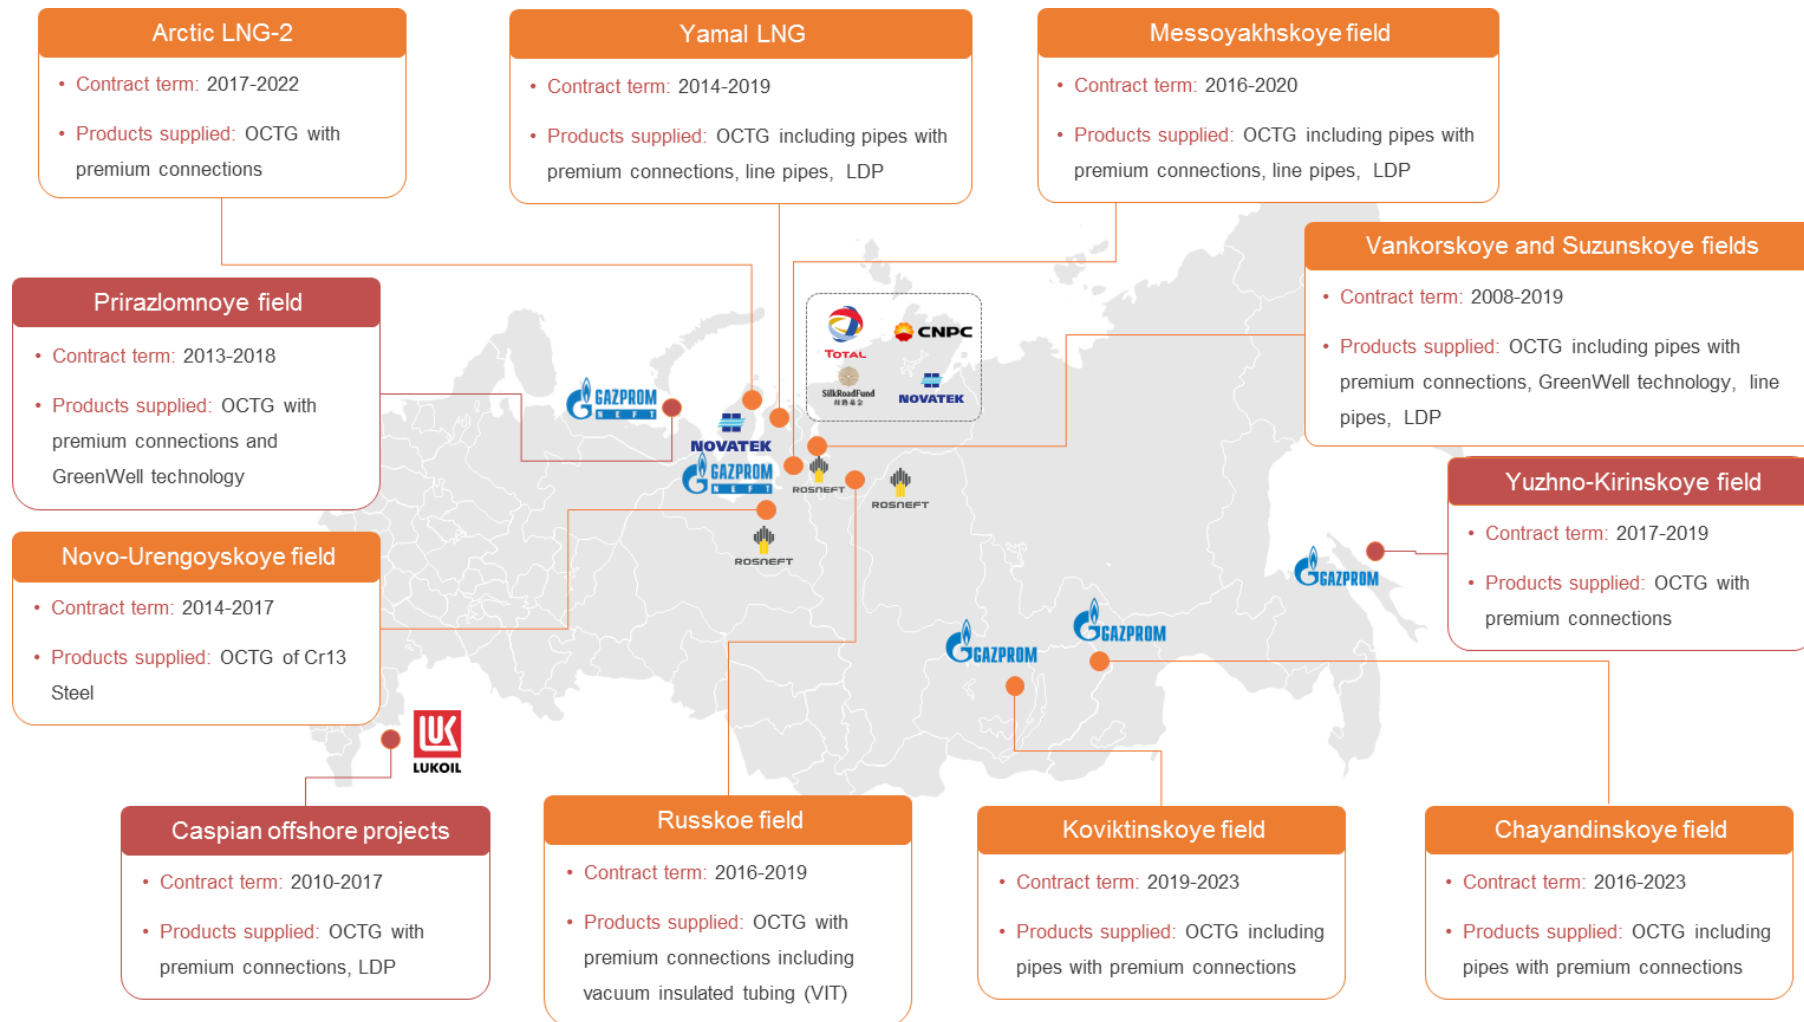 Arctic LNG-2
• Contract term: 2017-2022
• Products supplied: OCTG with
premium connections
Yamal LNG
• Contract term: 2014-2019
• Products supplied: OCTG including pipes with
premium connections, line pipes, LDP
Messoyakhskoye field
• Contract term: 2016-2020
• Products supplied: OCTG including pipes with
premium connections, line pipes, LDP
Vankorskoye and Suzunskoye fields
• Contract term: 2008-2019
• Products supplied: OCTG including pipes with
premium connections, GreenWell technology, line
pipes, LDP
Prirazlomnoye field
• Contract term: 2013-2018
• Products supplied: OCTG with
premium connections and
GreenWell technology
TOTAL
CNPC
SilkRoadFund
丝路基金
NOVATEK
GAZPROM
NEFT
NOVATEK
GAZPROM
NEFT
ROSNEFT
ROSNEFT
ROSNEFT
Yuzhno-Kirinskoye field
• Contract term: 2017-2019
• Products supplied: OCTG with
premium connections
GAZPROM
Novo-Urengoyskoye field
• Contract term: 2014-2017
• Products supplied: OCTG of Cr13
Steel
GAZPROM
GAZPROM
LUK
LUKOIL
Caspian offshore projects
• Contract term: 2010-2017
• Products supplied: OCTG with
premium connections, LDP
Russkoe field
• Contract term: 2016-2019
• Products supplied: OCTG with
premium connections including
vacuum insulated tubing (VIT)
Koviktinskoye field
• Contract term: 2019-2023
• Products supplied: OCTG including
pipes with premium connections
Chayandinskoye field
• Contract term: 2016-2023
• Products supplied: OCTG including
pipes with premium connections